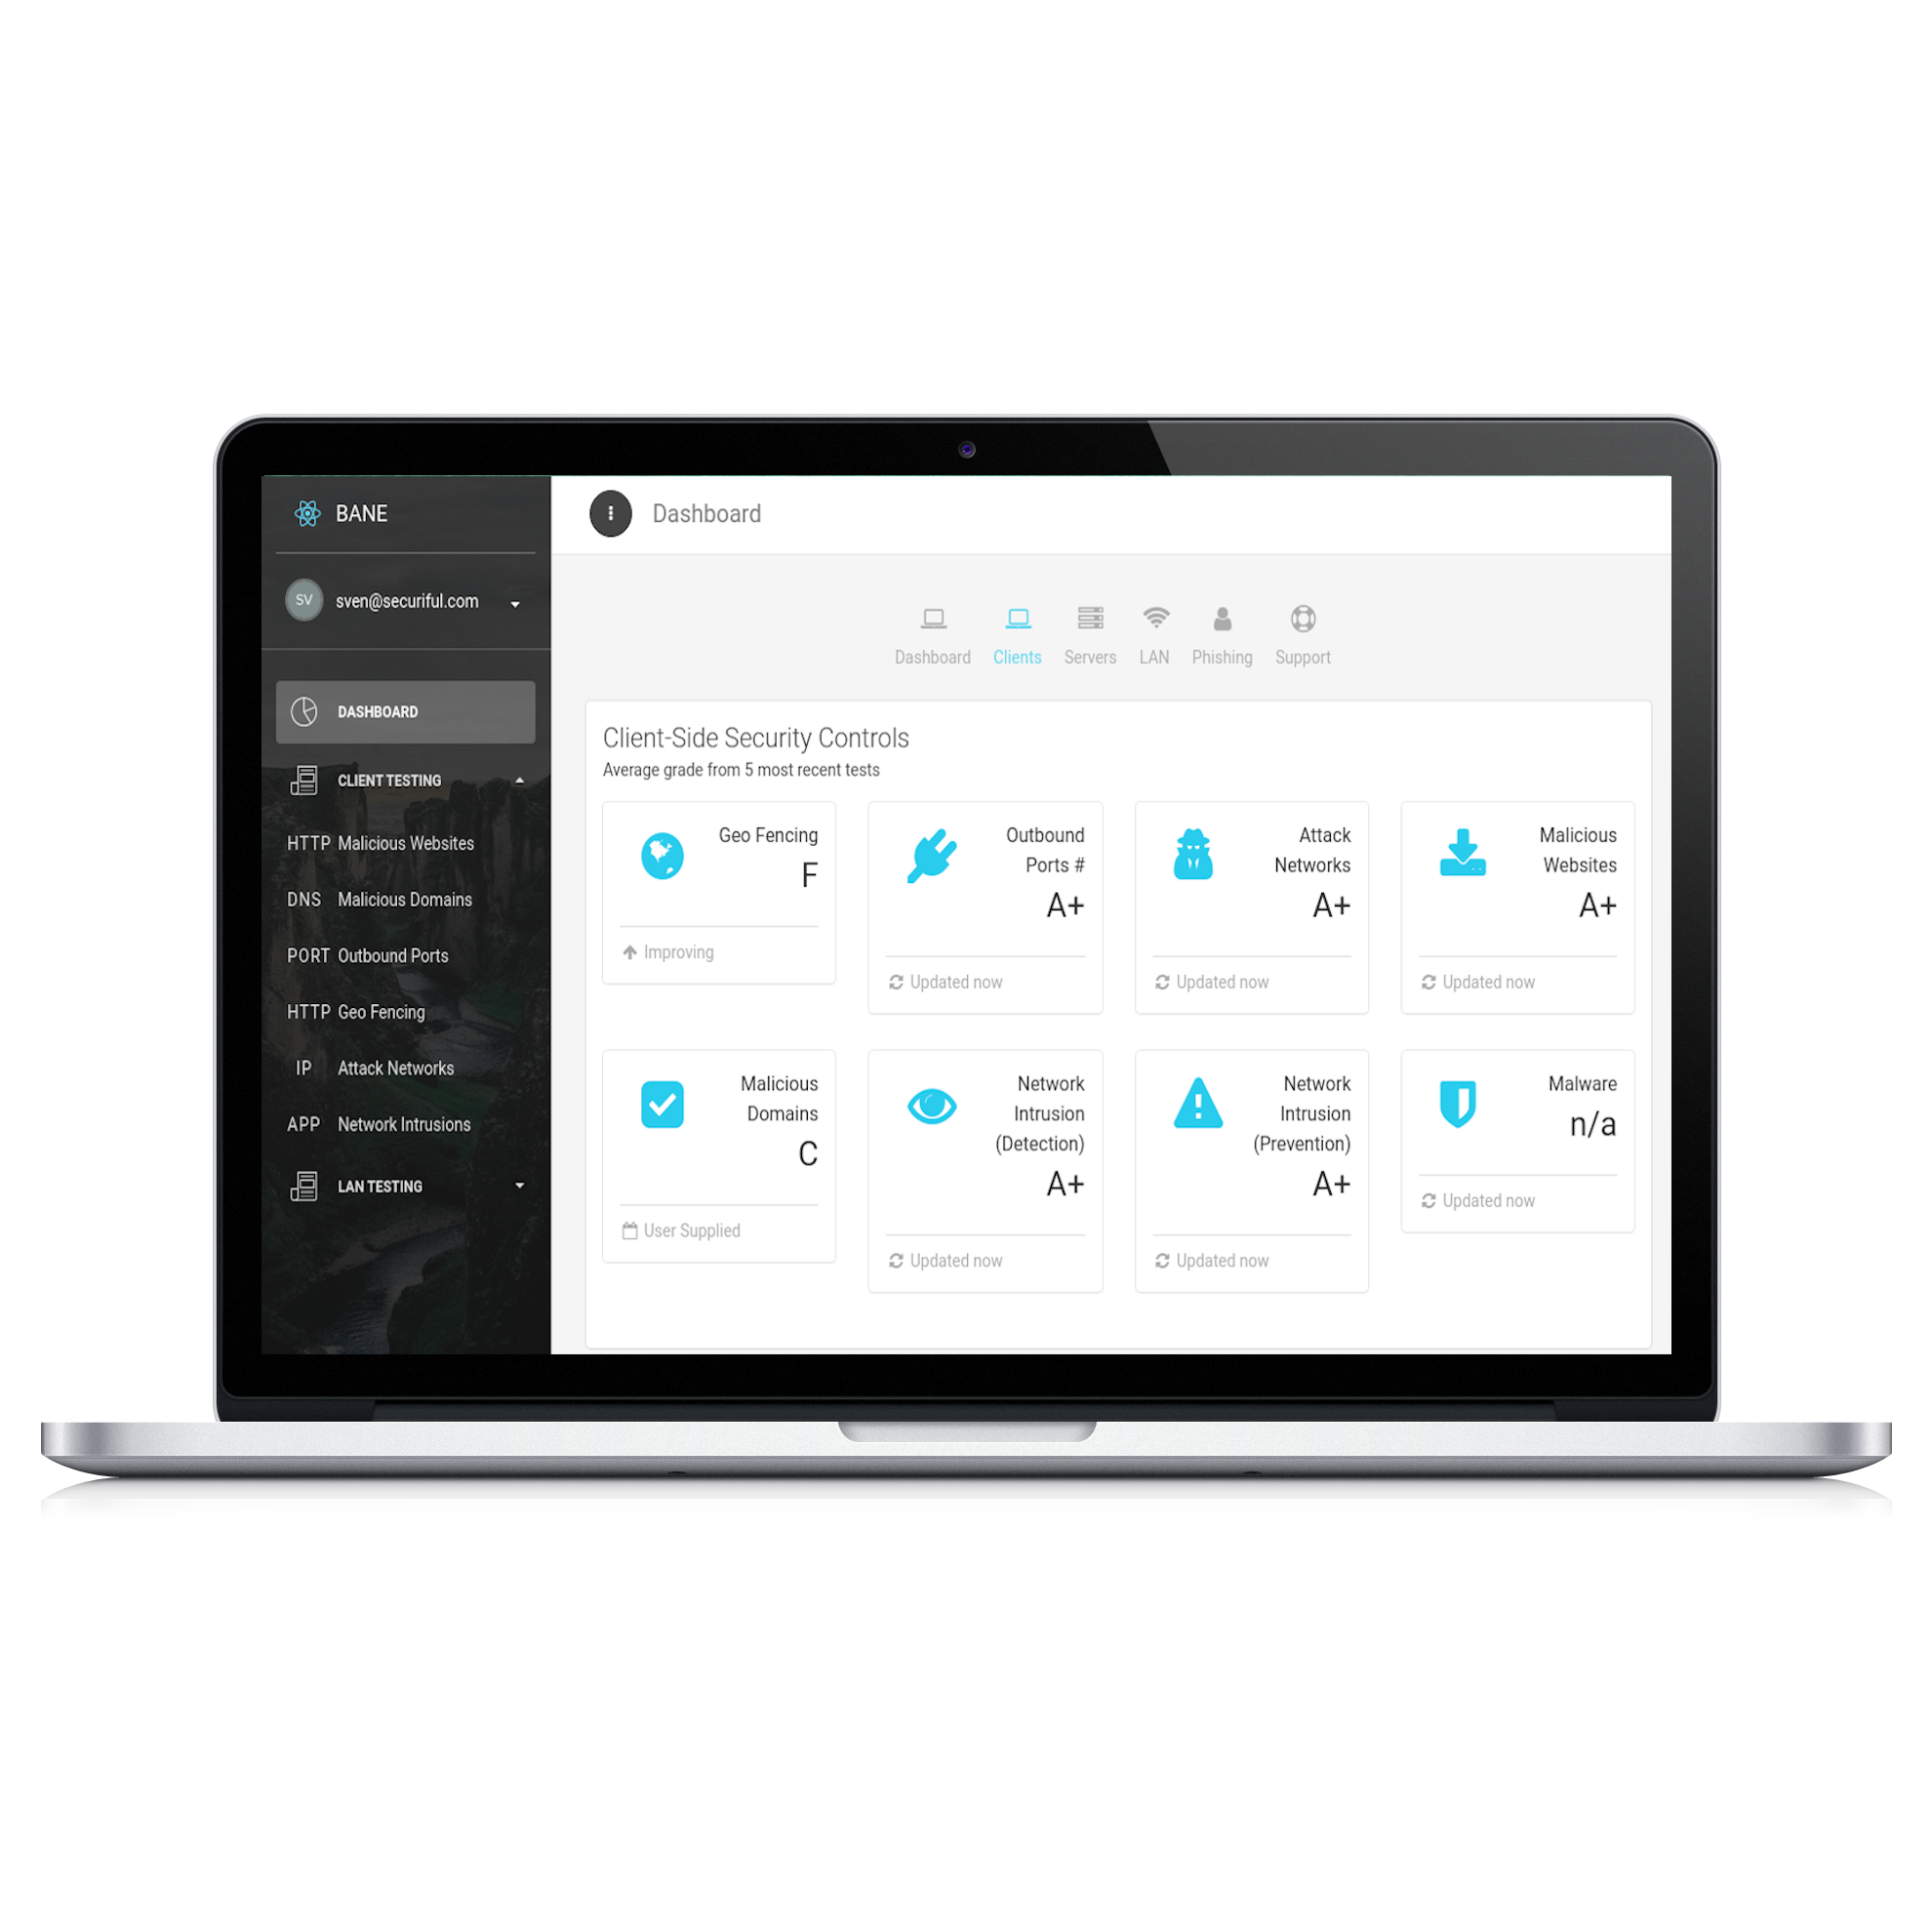 BANE
SV sven@securiful.com
DASHBOARD
CLIENT TESTING
HTTP Malicious Websites
DNS Malicious Domains
PORT Outbound Ports
HTTP Geo Fencing
IP Attack Networks
APP Network Intrusions
LAN TESTING
Dashboard
Dashboard Clients Servers LAN Phishing Support
Client-Side Security Controls
Average grade from 5 most recent tests
Geo Fencing
F
Improving
Outbound
Ports #
A+
Updated now
Attack
Networks
A+
Updated now
Malicious
Websites
A+
Updated now
Malicious
Domains
C
User Supplied
Network
Intrusion
(Detection)
A+
Updated now
Network
Intrusion
(Prevention)
A+
Updated now
Malware
n/a
Updated now